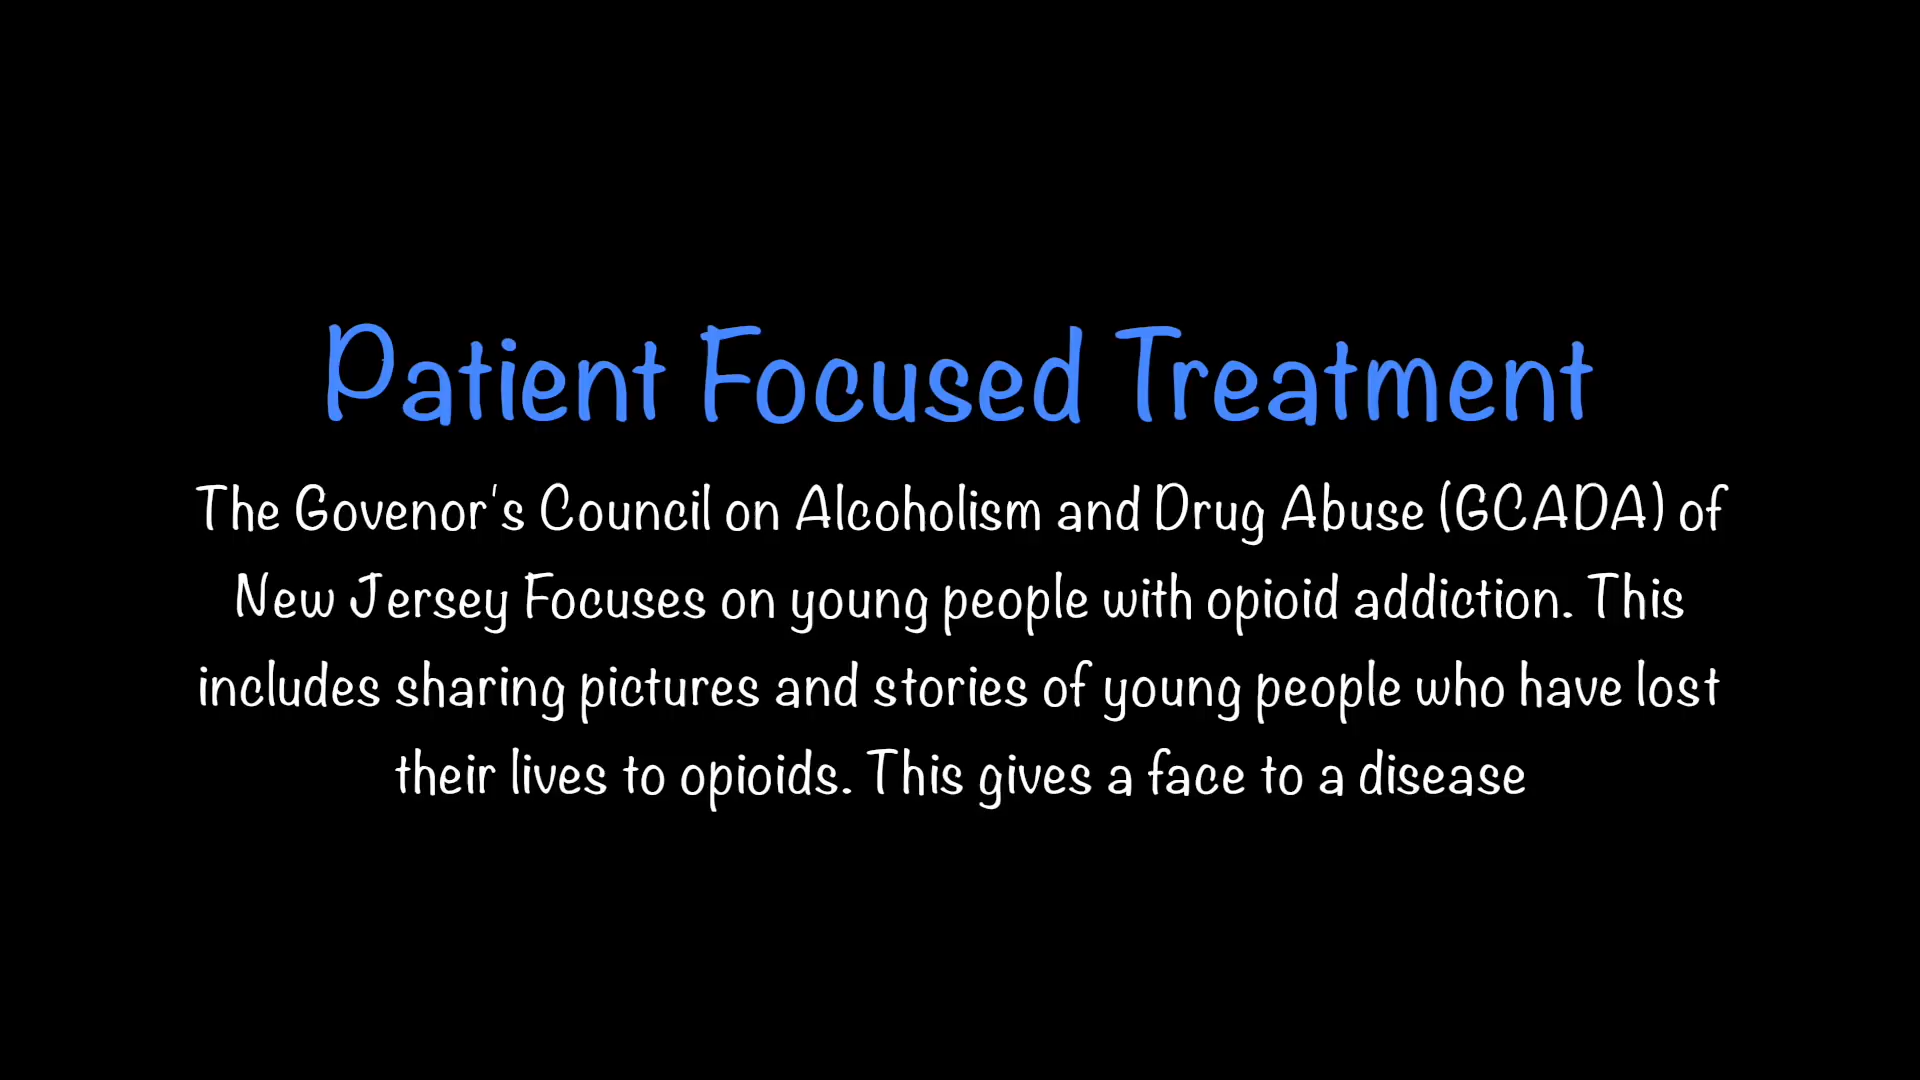 Patient Focused Treatment
The Govenor's Council on Alcoholism and Drug Abuse (GCADA) of
New Jersey Focuses on young people with opioid addiction. This
includes sharing pictures and stories of young people who have lost
their lives to opioids. This gives a face to a disease